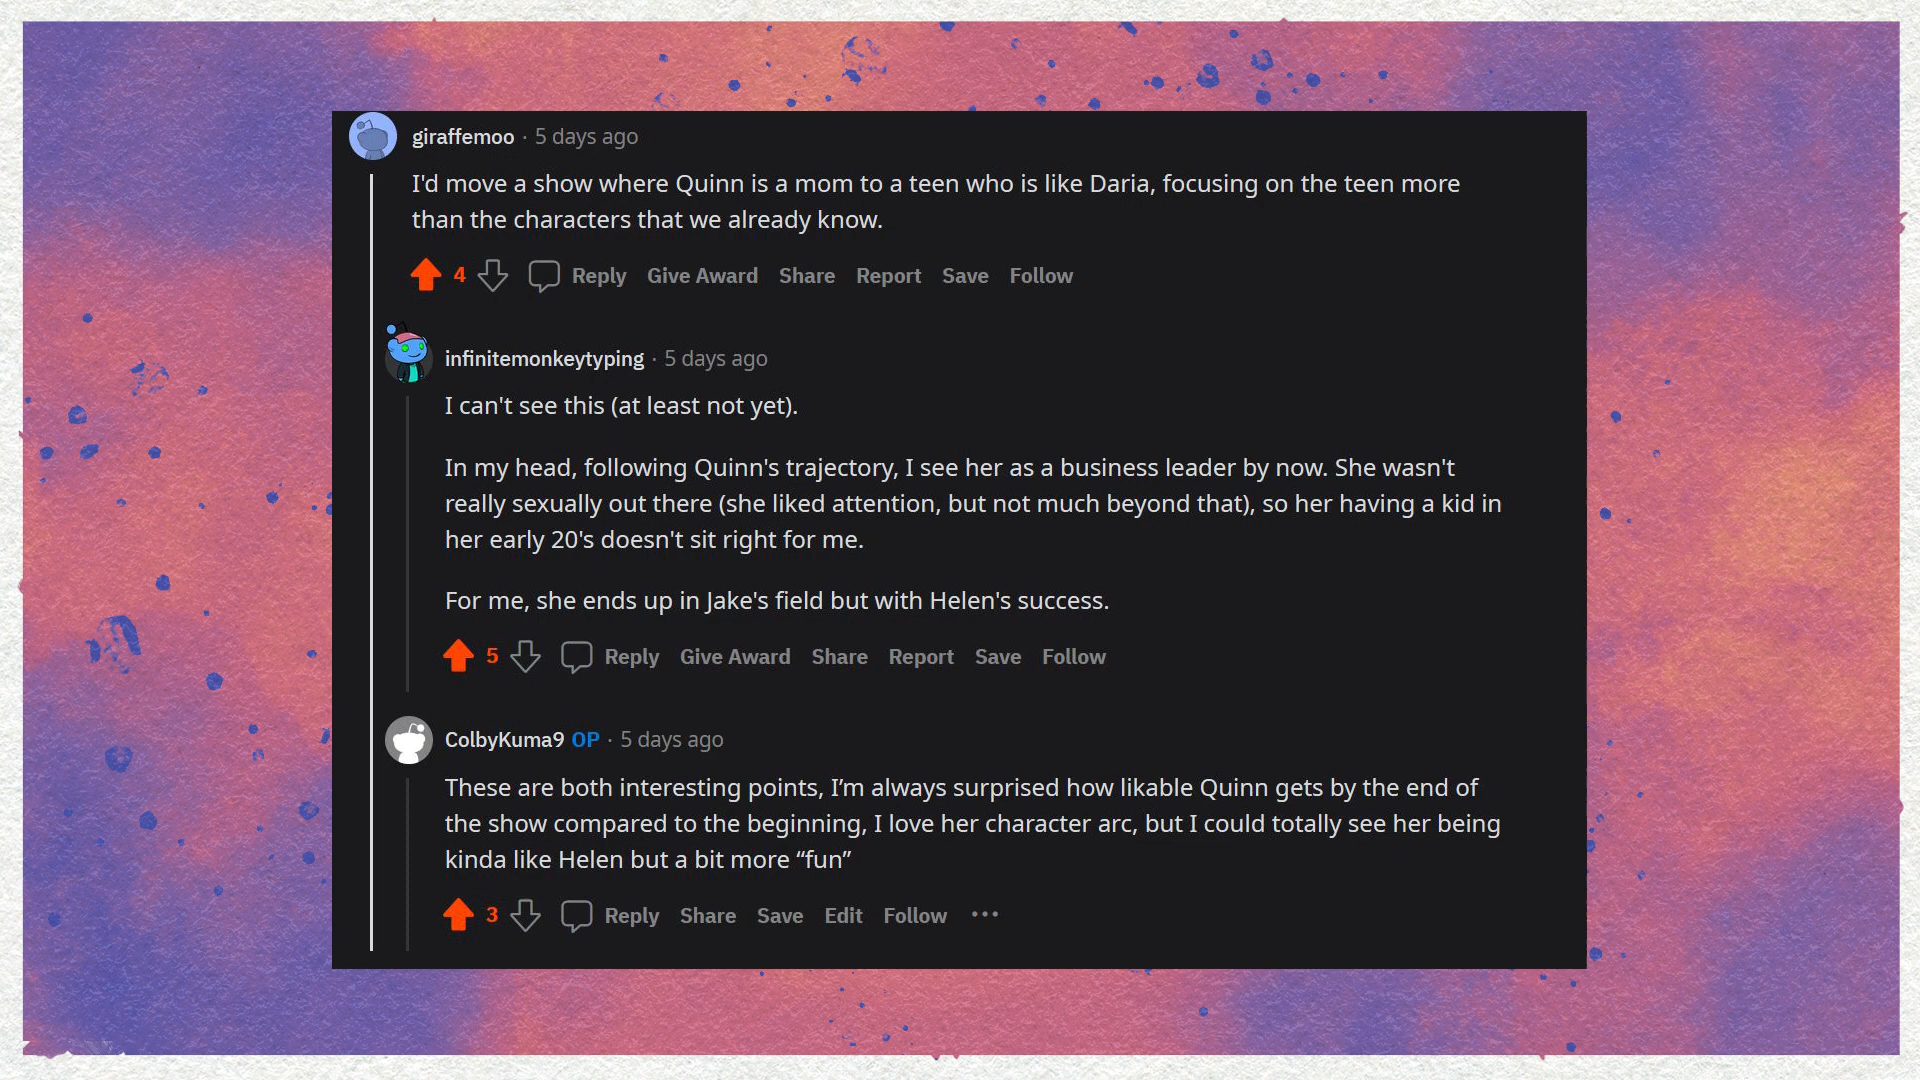 giraffemoo · 5 days ago
I'd move a show where Quinn is a mom to a teen who is like Daria, focusing on the teen more
than the characters that we already know.
4 Reply Give Award Share Report Save Follow
infinitemonkeytyping · 5 days ago
I can't see this (at least not yet).
In my head, following Quinn's trajectory, I see her as a business leader by now. She wasn't
really sexually out there (she liked attention, but not much beyond that), so her having a kid in
her early 20's doesn't sit right for me.
For me, she ends up in Jake's field but with Helen's success.
5 Reply Give Award Share Report Save Follow
ColbyKuma9 OP · 5 days ago
These are both interesting points, I’m always surprised how likable Quinn gets by the end of
the show compared to the beginning, I love her character arc, but I could totally see her being
kinda like Helen but a bit more “fun”
3 Reply Share Save Edit Follow •••